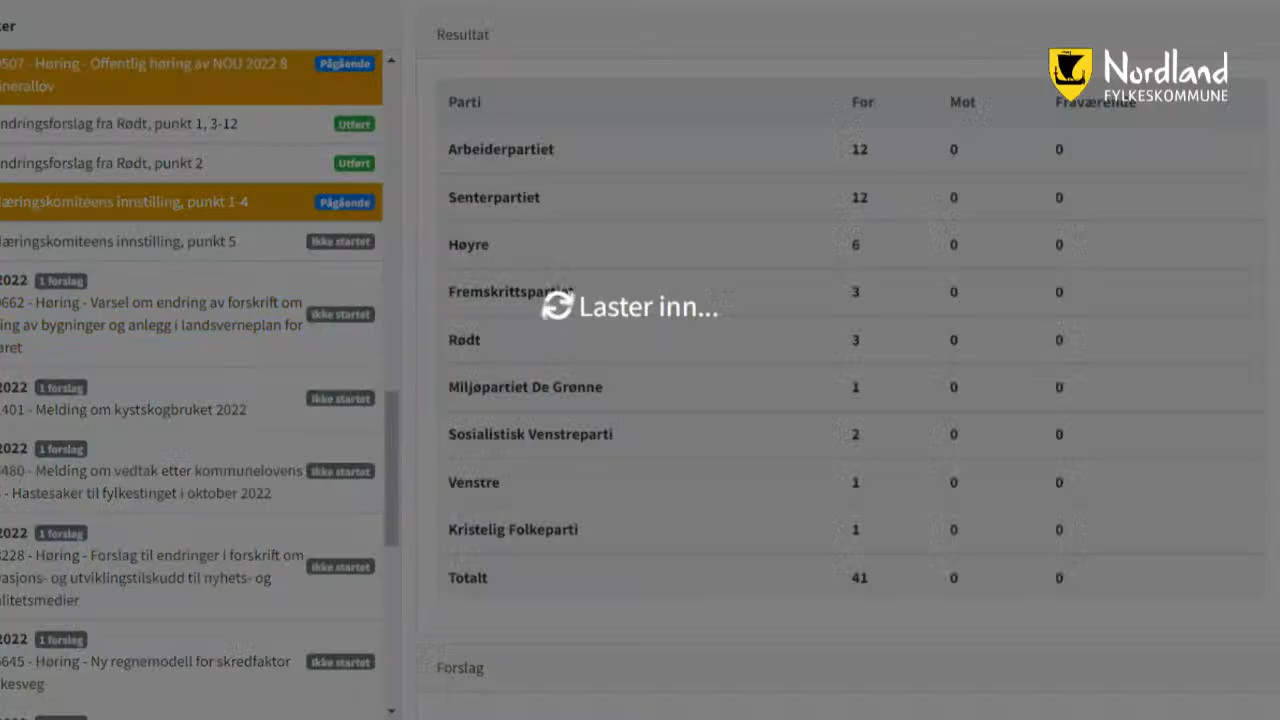 ter
507 - Høring - Offentlig høring av NOU 2022 8
Pågående
nerallov
ndringsforslag fra Rødt, punkt 1, 3-12
Utført
ndringsforslag fra Rødt, punkt 2
Utført
æringskomiteens innstilling, punkt 1-4
Pågående
æringskomiteens innstilling, punkt 5
Ikke startet
2022 1 forslag
662 - Høring - Varsel om endring av forskrift om
ing av bygninger og anlegg i landsverneplan for
aret
Ikke startet
2022 1 forslag
401 - Melding om kystskogbruket 2022
Ikke startet
2022 1 forslag
480 - Melding om vedtak etter kommunelovens
- Hastesaker til fylkestinget i oktober 2022
Ikke startet
2022 1 forslag
228 - Høring - Forslag til endringer i forskrift om
asjons- og utviklingstilskudd til nyhets- og
litetsmedier
Ikke startet
2022 1 forslag
645 - Høring - Ny regnemodell for skredfaktor
kesveg
Ikke startet
Resultat
Nordland
FYLKESKOMMUNE
Parti For Mot Fraværende
Arbeiderpartiet 12 0 0
Senterpartiet 12 0 0
Høyre 6 0 0
Fremskrittspartiet 3 0 0
Laster inn...
Rødt 3 0 0
Miljøpartiet De Grønne 1 0 0
Sosialistisk Venstreparti 2 0 0
Venstre 1 0 0
Kristelig Folkeparti 1 0 0
Totalt 41 0 0
Forslag